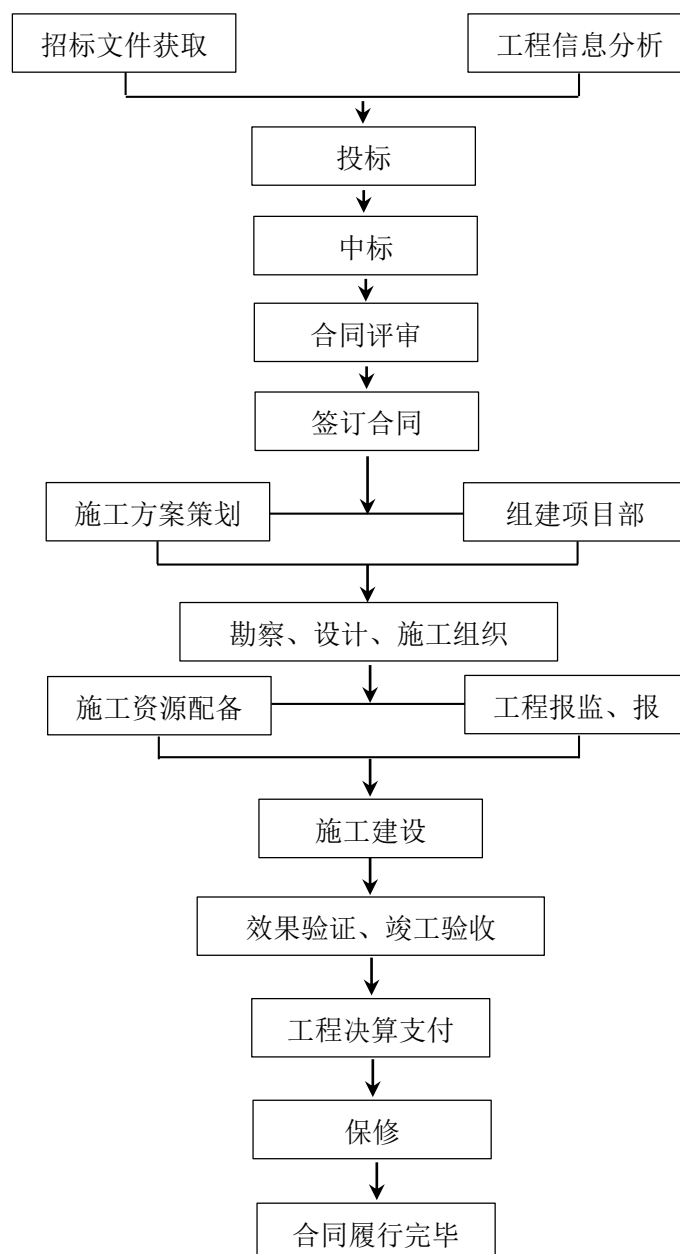 招标文件获取
工程信息分析
投标
中标
合同评审
签订合同
施工方案策划
组建项目部
勘察、设计、施工组织
施工资源配备
工程报监、报
施工建设
效果验证、竣工验收
工程决算支付
保修
合同履行完毕